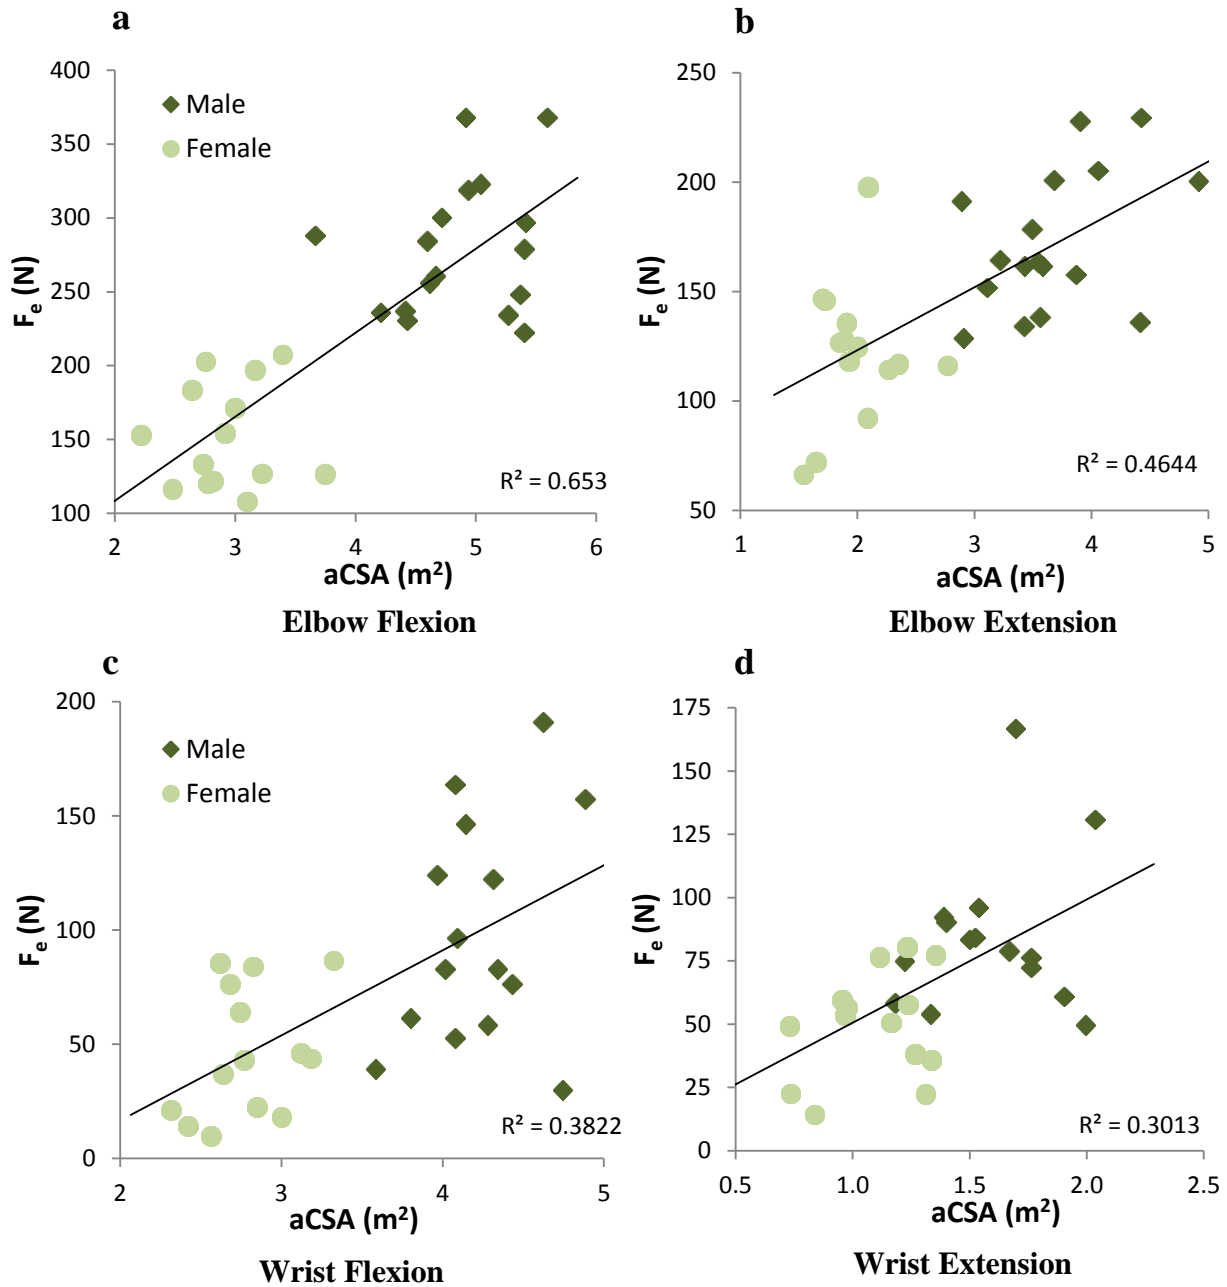 a
400
350
300
250
200
150
100
Fe (N)
Male
Female
R² = 0.653
2 3 4 5 6
aCSA (m²)
Elbow Flexion
b
250
200
150
100
50
Fe (N)
R² = 0.4644
1 2 3 4 5
aCSA (m²)
Elbow Extension
c
200
150
100
50
0
Fe (N)
Male
Female
R² = 0.3822
2 3 4 5
aCSA (m²)
Wrist Flexion
d
175
150
125
100
75
50
25
0
Fe (N)
R² = 0.3013
0.5 1.0 1.5 2.0 2.5
aCSA (m²)
Wrist Extension